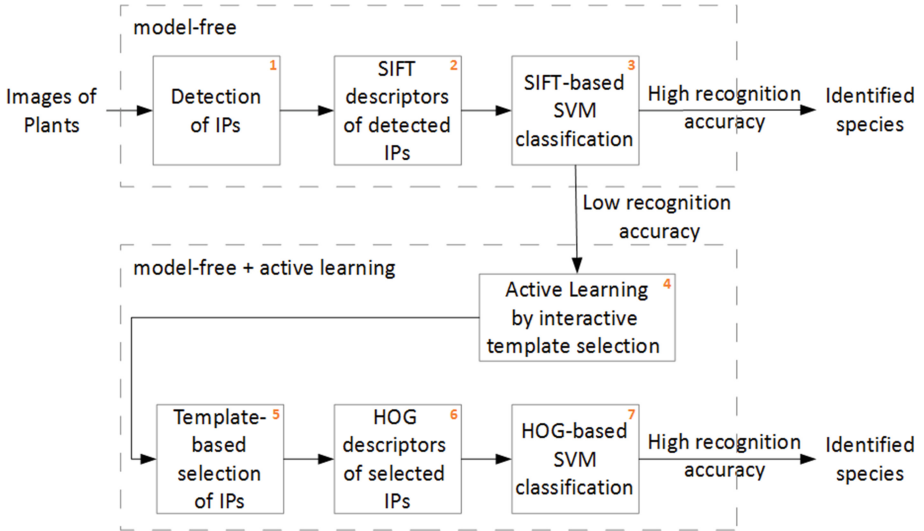 model-free
Images of
Plants
1
Detection
of IPs
2
SIFT
descriptors
of detected
IPs
3
SIFT-based
SVM
classification
High recognition
accuracy
Identified
species
Low recognition
accuracy
model-free + active learning
4
Active Learning
by interactive
template selection
5
Template-
based
selection
of IPs
6
HOG
descriptors
of selected
IPs
7
HOG-based
SVM
classification
High recognition
accuracy
Identified
species